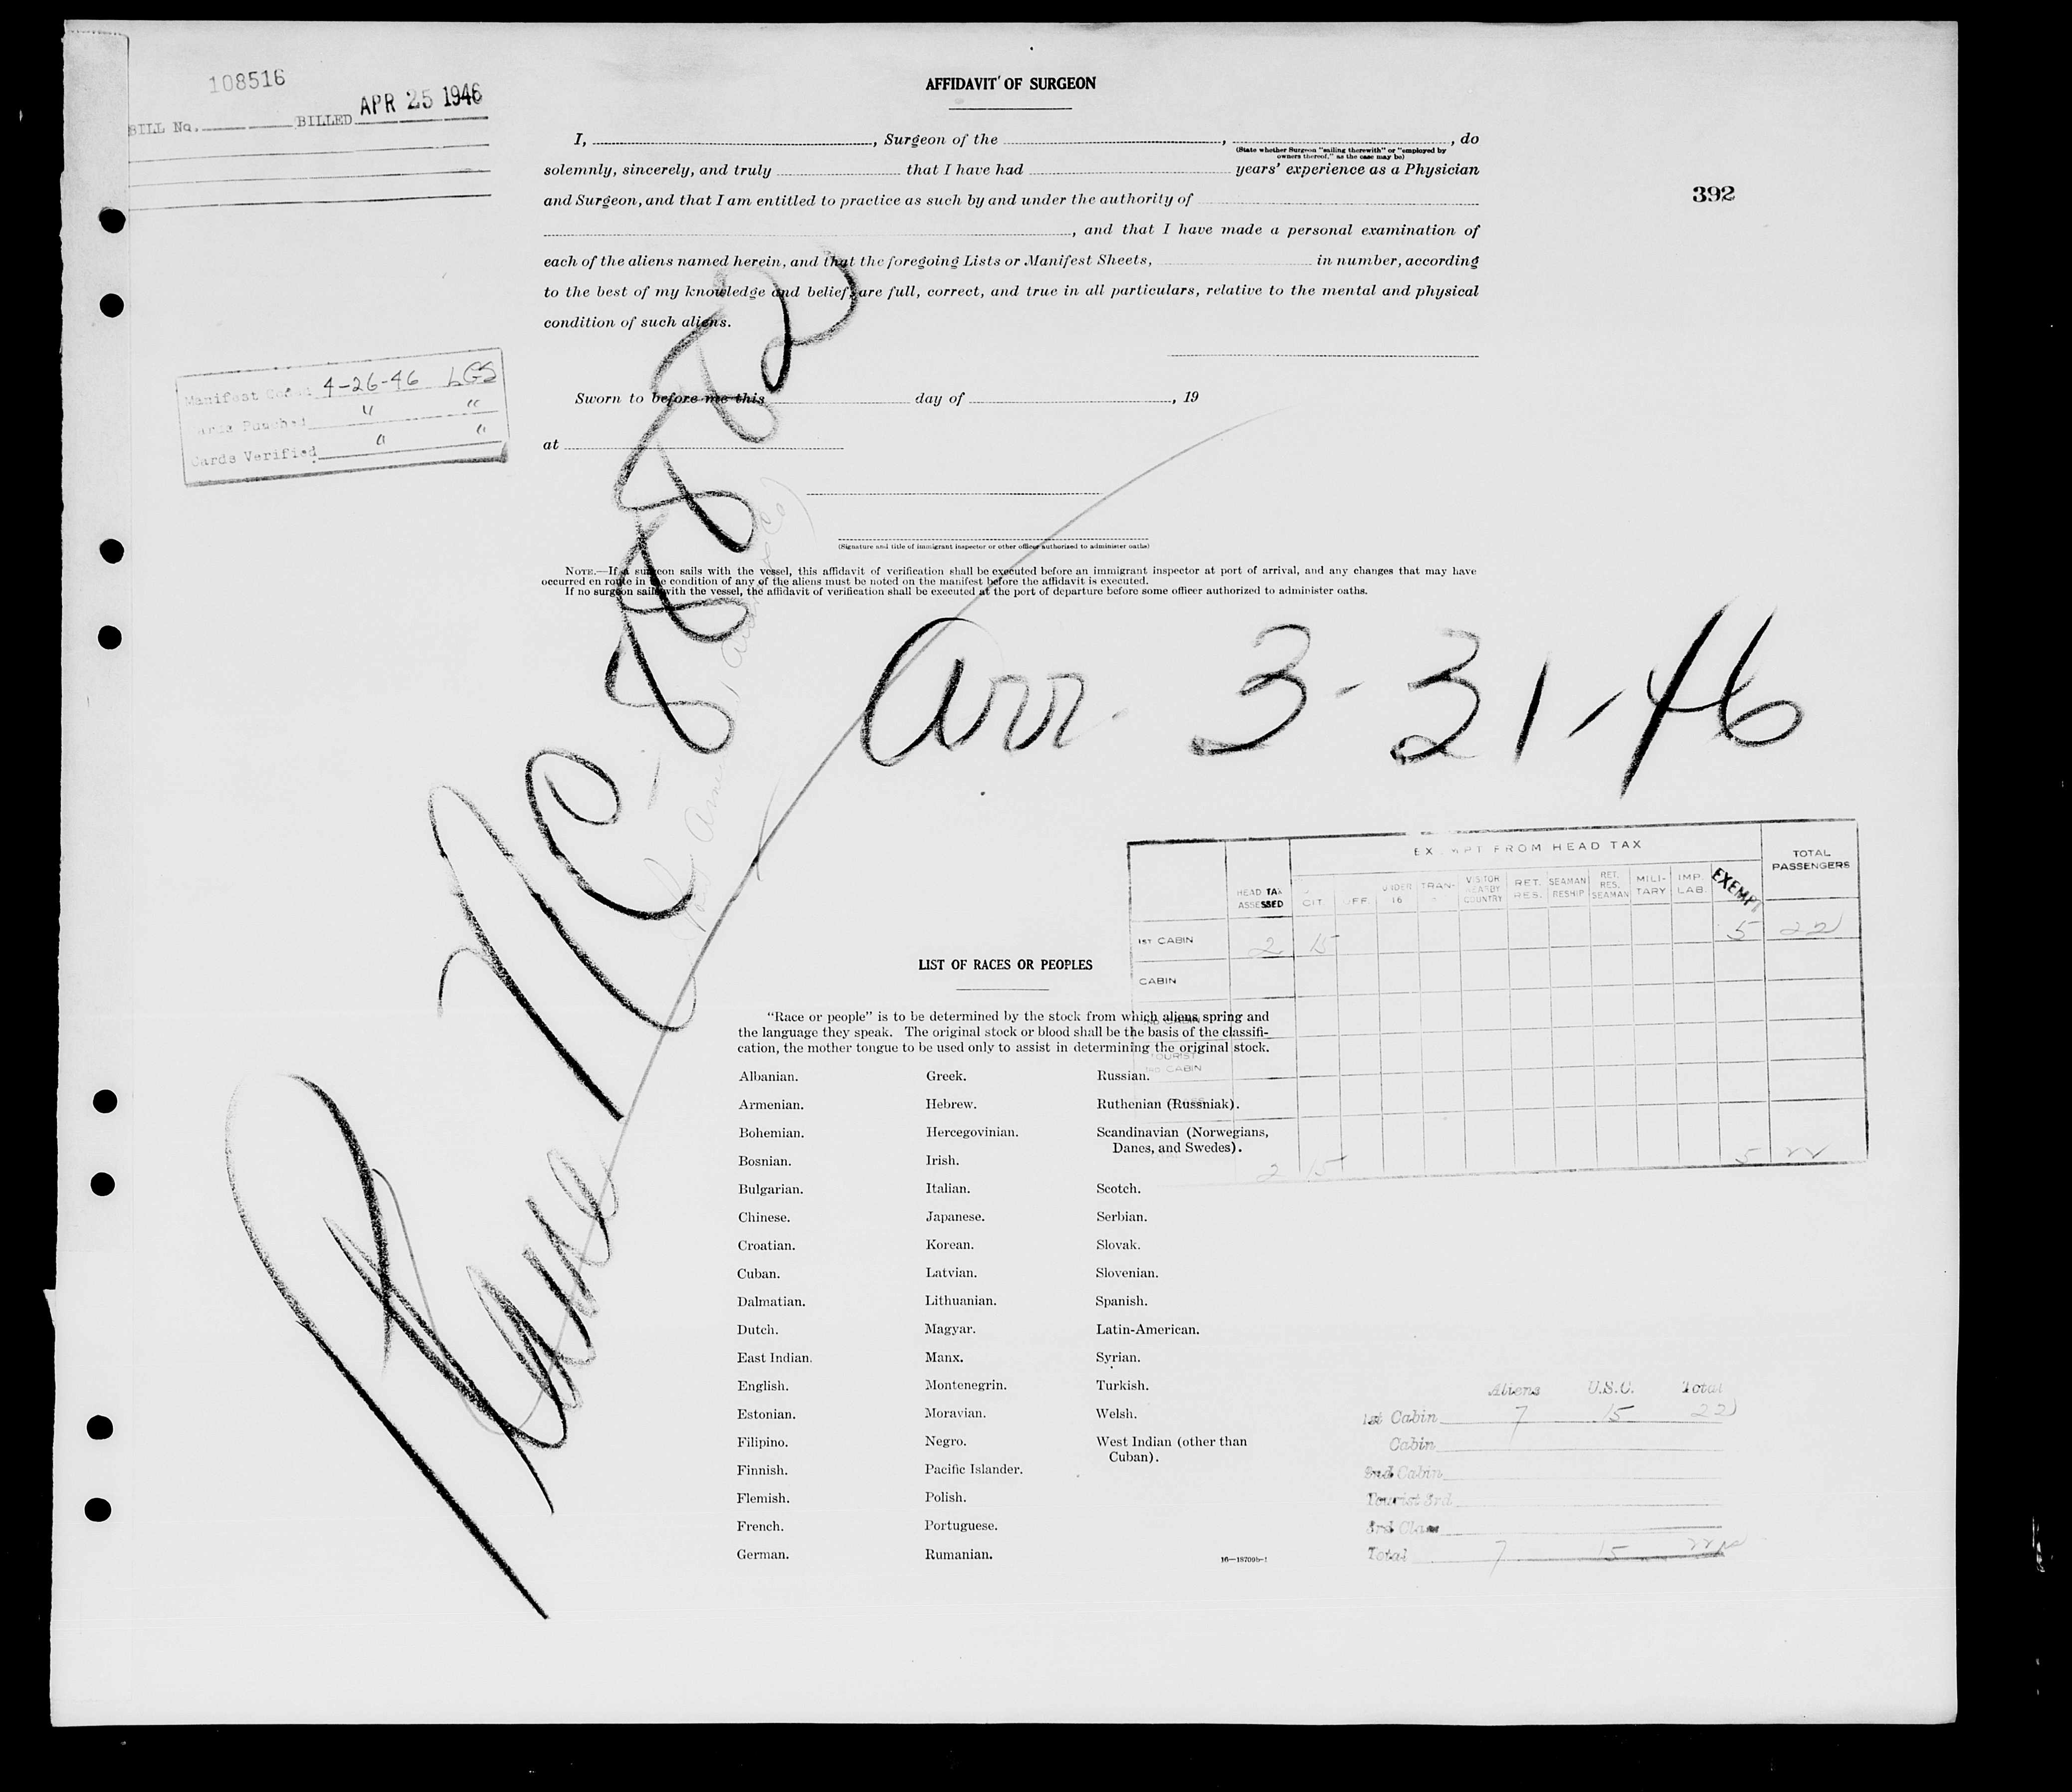 108516
BILL No. BILLED APR 25 1946
AFFIDAVIT OF SURGEON
I, , Surgeon of the , , do
(State whether Surgeon "sailing therewith" or "employed by
owners thereof," as the case may be)
solemnly, sincerely, and truly that I have had years' experience as a Physician
and Surgeon, and that I am entitled to practice as such by and under the authority of
, and that I have made a personal examination of
each of the aliens named herein, and that the foregoing Lists or Manifest Sheets, in number, according
to the best of my knowledge and belief, are full, correct, and true in all particulars, relative to the mental and physical
condition of such aliens.
392
Manifest Coded 4-26-46 LGS
Cards Punched " "
Cards Verified " "
Sworn to before me this day of , 19
at
(Signature and title of immigrant inspector or other officer authorized to administer oaths)
NOTE.—If a surgeon sails with the vessel, this affidavit of verification shall be executed before an immigrant inspector at port of arrival, and any changes that may have
occurred en route in the condition of any of the aliens must be noted on the manifest before the affidavit is executed.
If no surgeon sails with the vessel, the affidavit of verification shall be executed at the port of departure before some officer authorized to administer oaths.
Plane NC-88882
Arr. 3-31-46
EXEMPT FROM HEAD TAX
HEAD TAX ASSESSED
CIT.
OFF.
UNDER 16
TRAN-
VISITOR NEARBY COUNTRY
RET. RES.
SEAMAN RESHIP
RET. RES. SEAMAN
MILI-TARY
IMP. LAB.
EXEMPT
TOTAL PASSENGERS
1ST CABIN 2 15 5 22
CABIN
2ND CABIN
TOURIST
3RD CABIN
2 15 5 22
LIST OF RACES OR PEOPLES
"Race or people" is to be determined by the stock from which aliens spring and
the language they speak. The original stock or blood shall be the basis of the classifi-
cation, the mother tongue to be used only to assist in determining the original stock.
Albanian.
Armenian.
Bohemian.
Bosnian.
Bulgarian.
Chinese.
Croatian.
Cuban.
Dalmatian.
Dutch.
East Indian.
English.
Estonian.
Filipino.
Finnish.
Flemish.
French.
German.
Greek.
Hebrew.
Hercegovinian.
Irish.
Italian.
Japanese.
Korean.
Latvian.
Lithuanian.
Magyar.
Manx.
Montenegrin.
Moravian.
Negro.
Pacific Islander.
Polish.
Portuguese.
Rumanian.
Russian.
Ruthenian (Russniak).
Scandinavian (Norwegians,
Danes, and Swedes).
Scotch.
Serbian.
Slovak.
Slovenian.
Spanish.
Latin-American.
Syrian.
Turkish.
Welsh.
West Indian (other than
Cuban).
16—18709b-1
Aliens U.S.C. Total
1st Cabin 7 15 22
Cabin
2nd Cabin
Tourist 3rd
3rd Class
Total 7 15 22